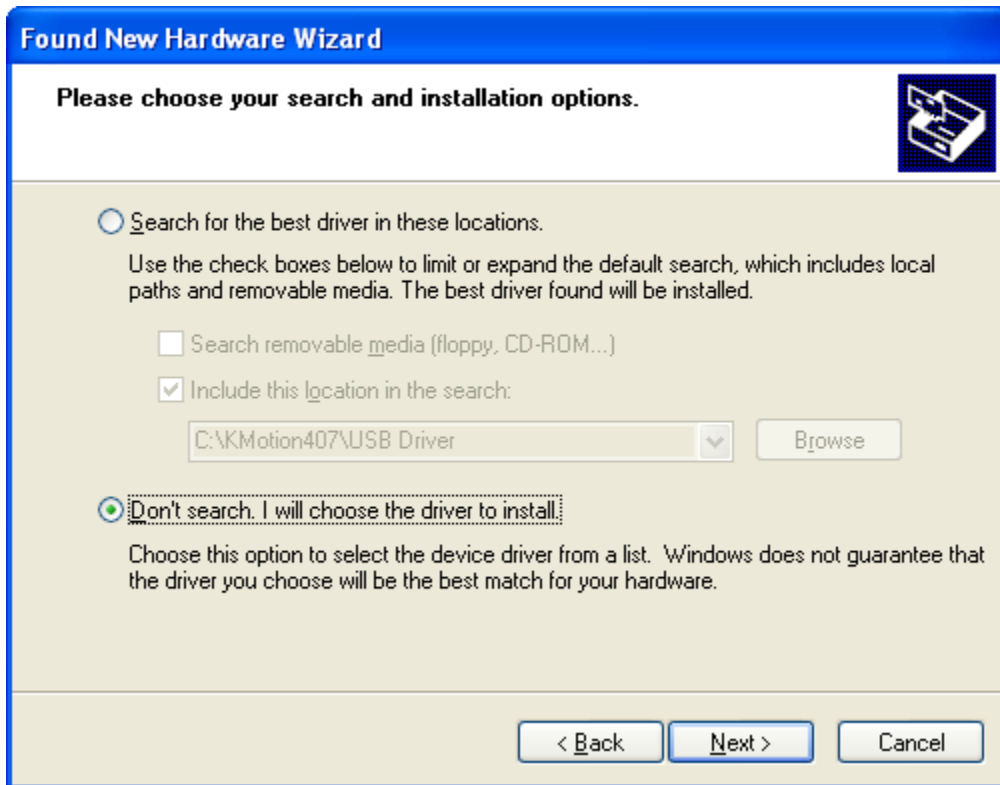 Found New Hardware Wizard
Please choose your search and installation options.
Search for the best driver in these locations.
Use the check boxes below to limit or expand the default search, which includes local
paths and removable media. The best driver found will be installed.
Search removable media (floppy, CD-ROM...)
Include this location in the search:
C:\KMotion407\USB Driver
Browse
Don't search. I will choose the driver to install.
Choose this option to select the device driver from a list. Windows does not guarantee that
the driver you choose will be the best match for your hardware.
< Back
Next >
Cancel